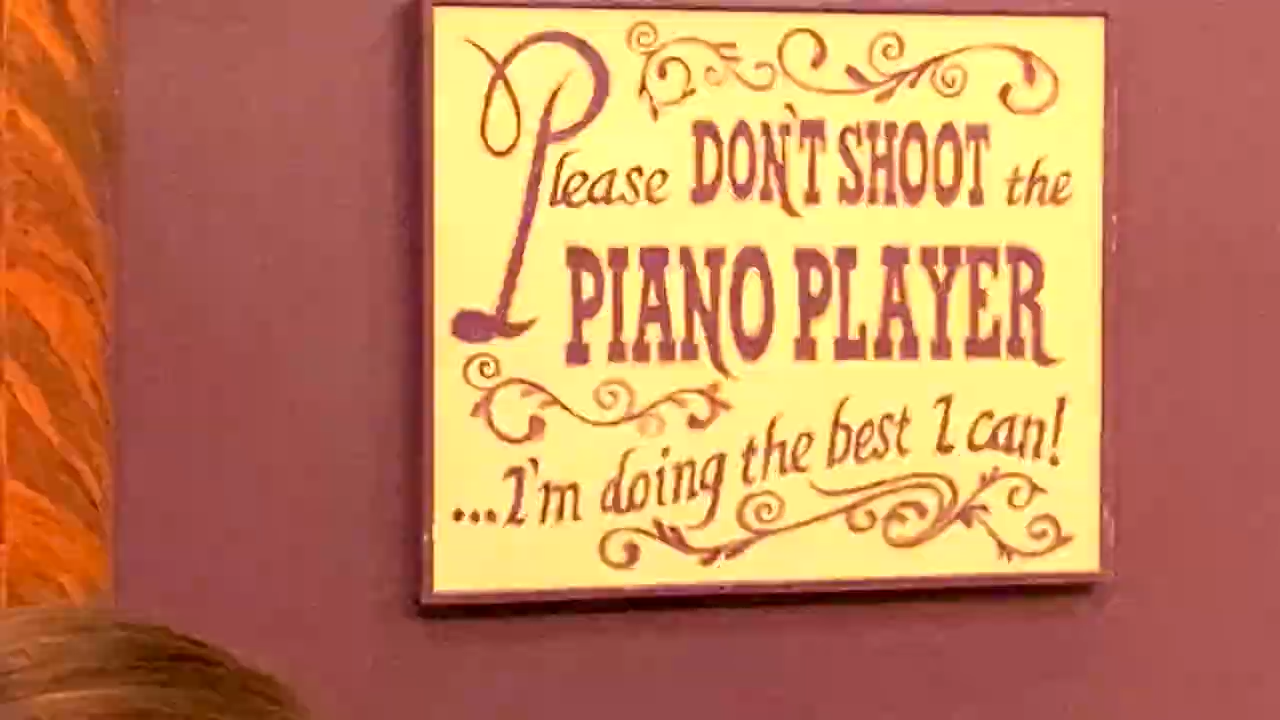 Please DON'T SHOOT the
PIANO PLAYER
...I'm doing the best I can!